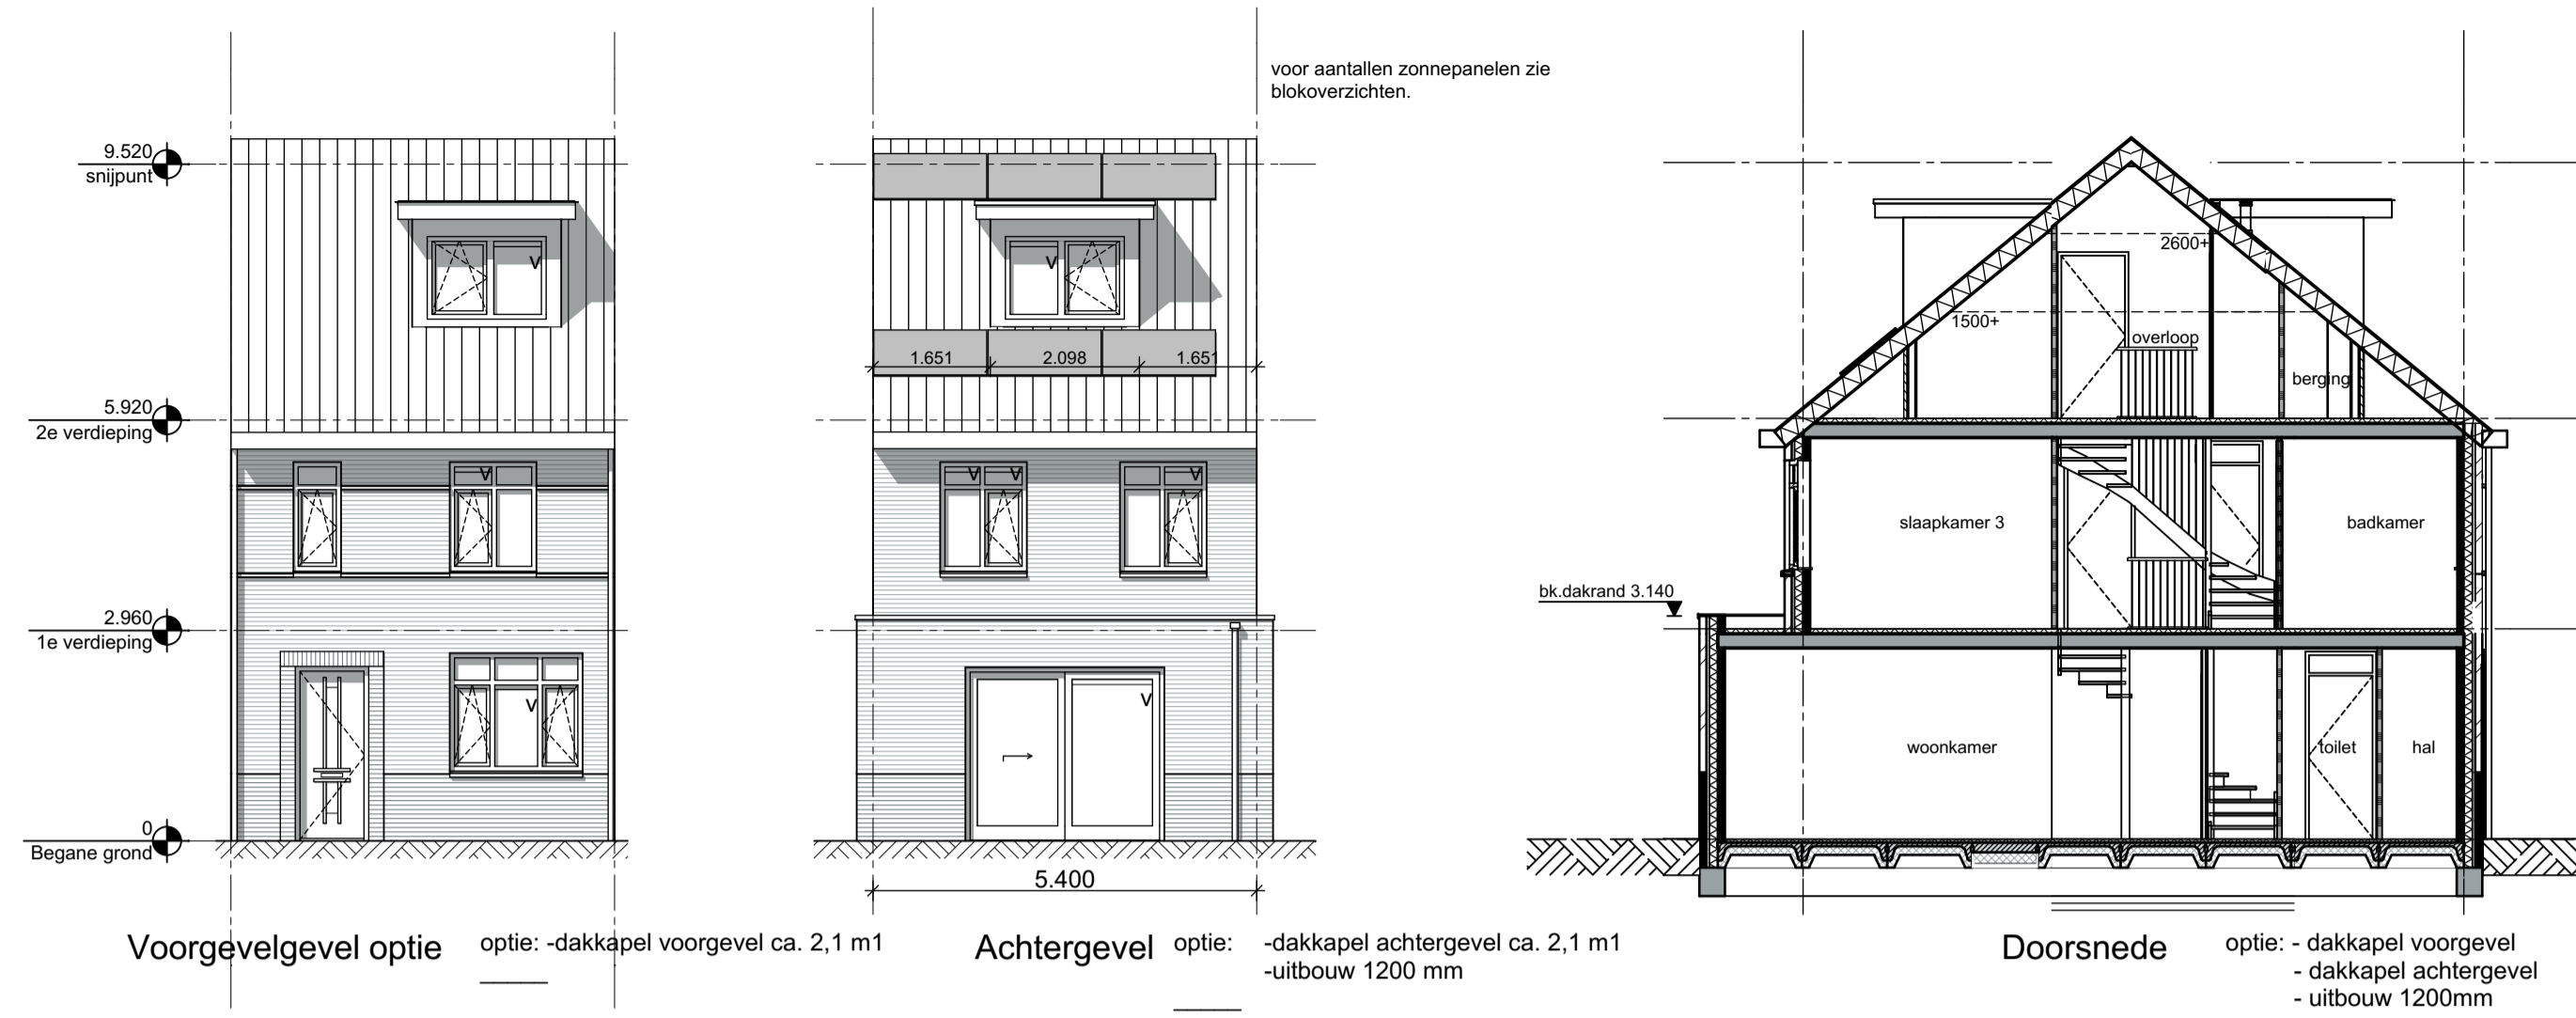 voor aantallen zonnepanelen zie
blokoverzichten.
9.520
snijpunt
5.920
2e verdieping
2.960
1e verdieping
0
Begane grond
V
V
V
Voorgevelgevel optie
optie: -dakkapel voorgevel ca. 2,1 m1
V
1.651
2.098
1.651
V V
V
V
5.400
Achtergevel
optie: -dakkapel achtergevel ca. 2,1 m1
-uitbouw 1200 mm
2600+
1500+
overloop
berging
slaapkamer 3
badkamer
bk.dakrand 3.140
woonkamer
toilet
hal
Doorsnede
optie: - dakkapel voorgevel
- dakkapel achtergevel
- uitbouw 1200mm